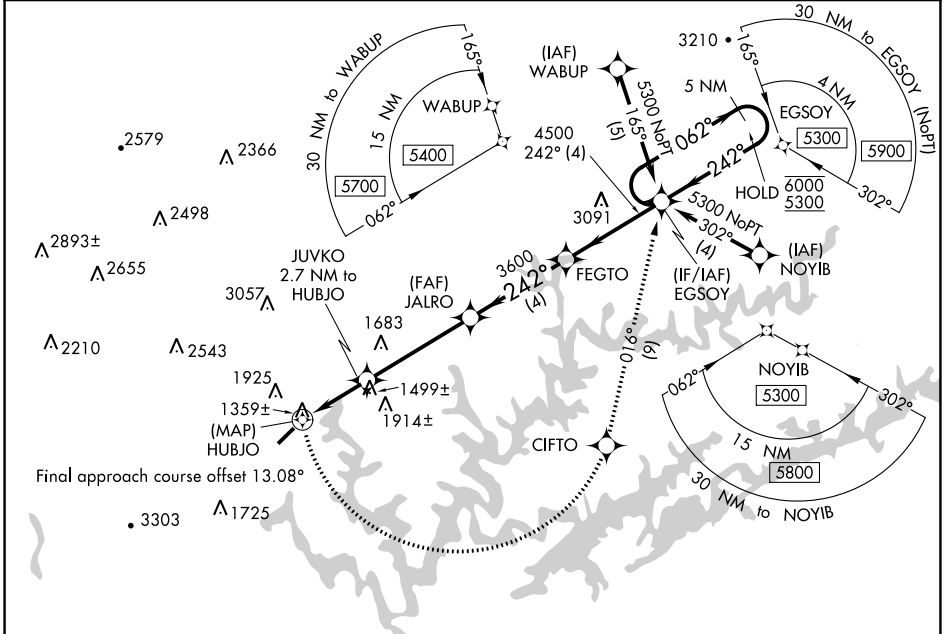 30 NM to WABUP
165°
15 NM
WABUP
5400
5700
062°
(IAF)
WABUP
5300 NoPT
165°
(5)
3210
165°
30 NM to EGSOY (NoPT)
5 NM
4 NM
EGSOY
5300
5900
302°
062°
242°
HOLD
6000
5300
4500
242° (4)
2579
2366
2498
2893±
2655
3057
3091
5300 NoPT
302°
(4)
(IAF)
NOYIB
(IF/IAF)
EGSOY
FEGTO
JUVKO
2.7 NM to
HUBJO
(FAF)
JALRO
3600
242°
(4)
016°
(9)
2210
2543
1683
1925
1499±
1914±
1359±
(MAP)
HUBJO
CIFTO
NOYIB
5300
062°
302°
15 NM
5800
30 NM to NOYIB
Final approach course offset 13.08°
3303
1725